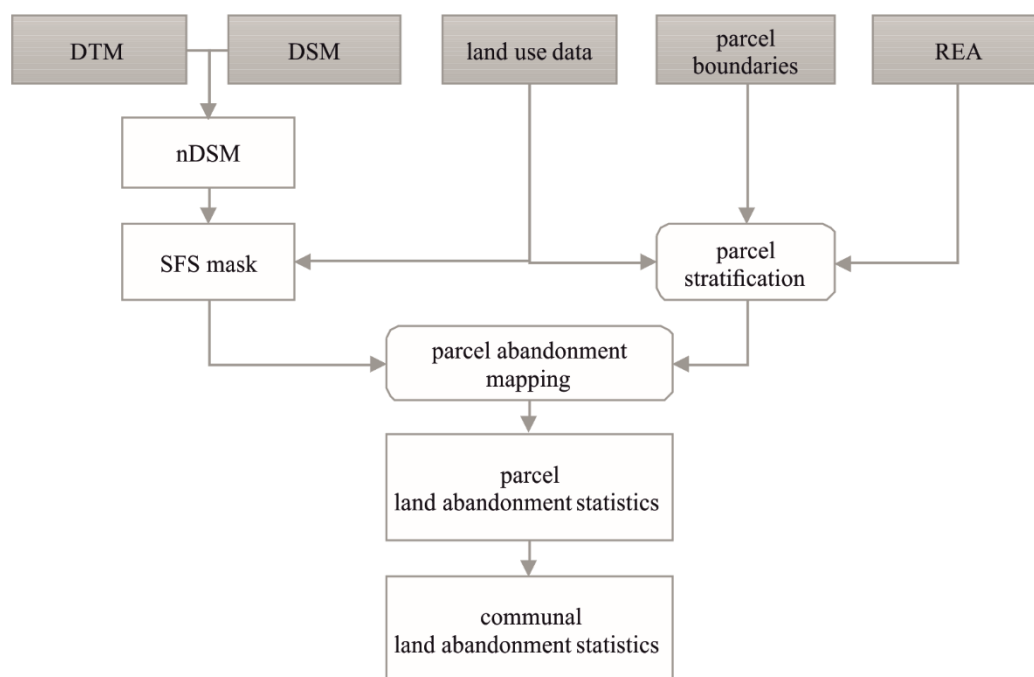 DTM
DSM
land use data
parcel
boundaries
REA
nDSM
SFS mask
parcel
stratification
parcel abandonment
mapping
parcel
land abandonment statistics
communal
land abandonment statistics